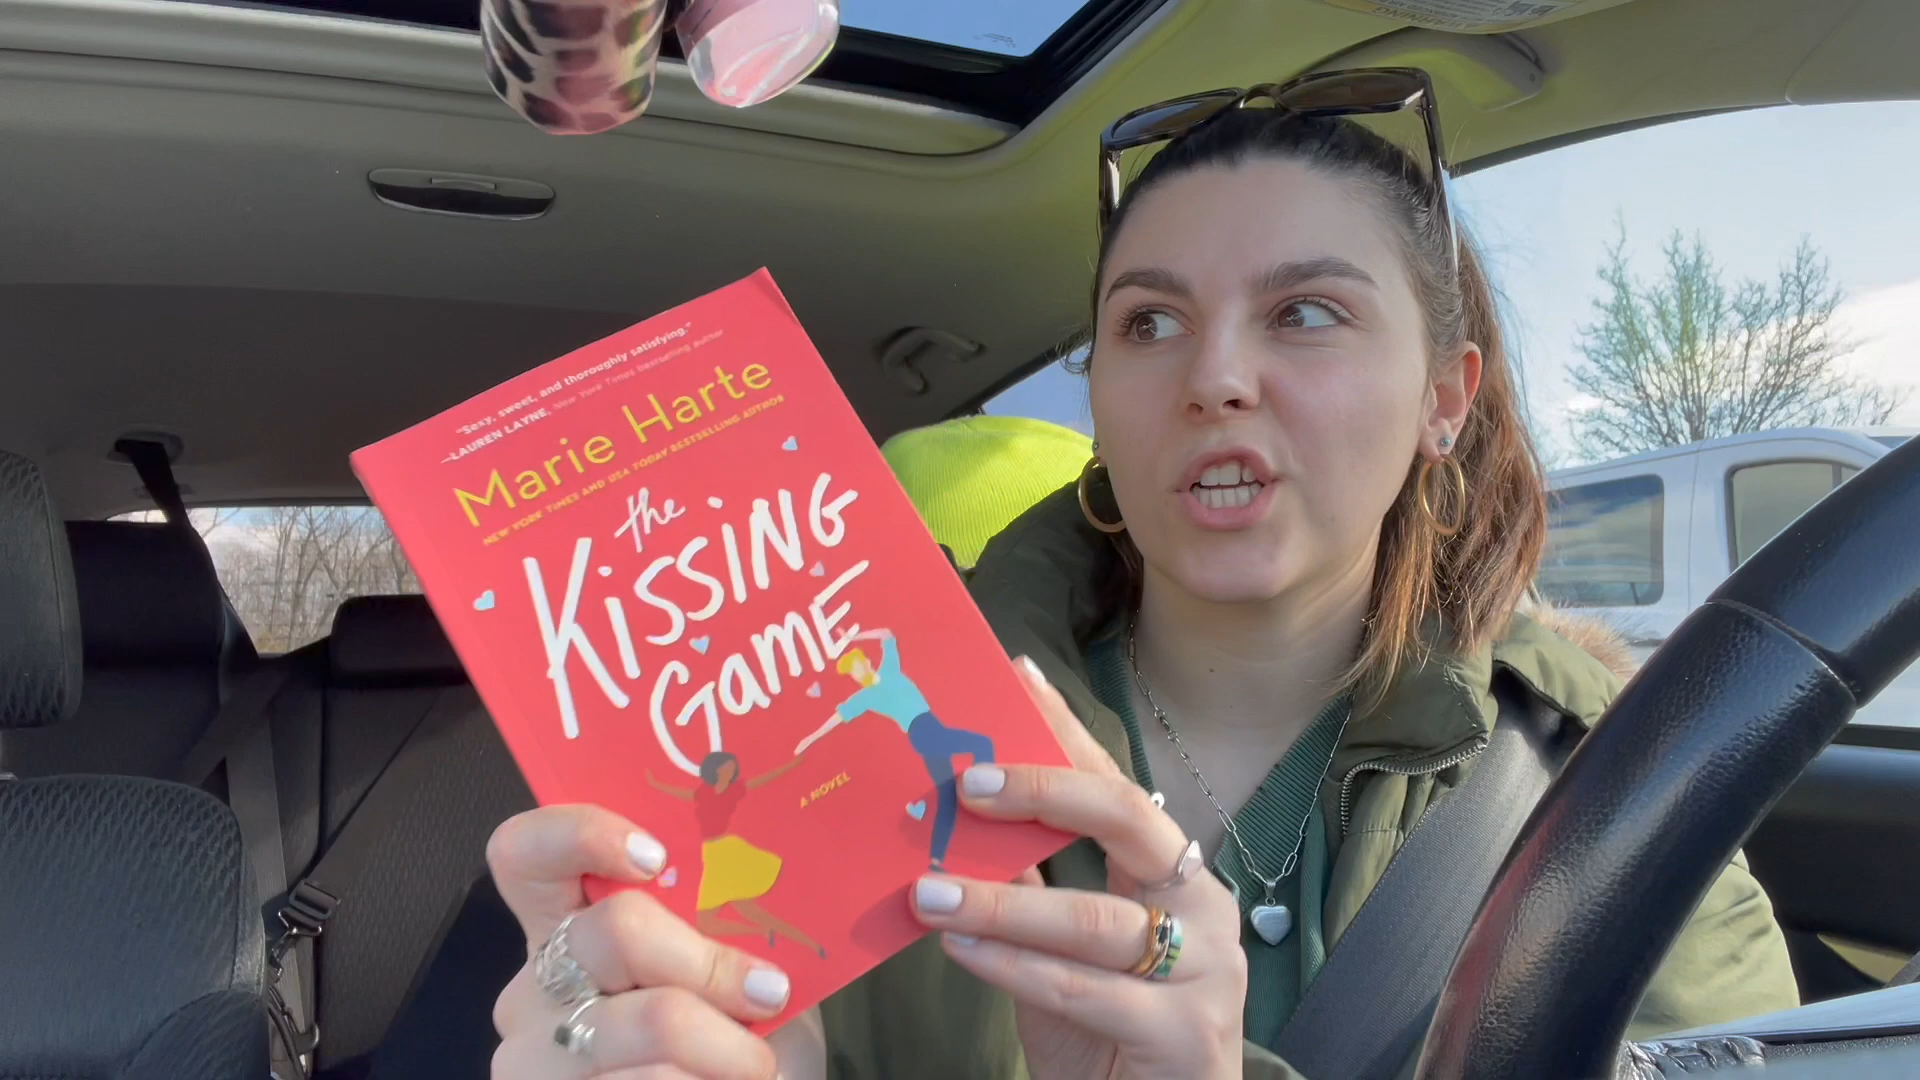 "Sexy, sweet, and thoroughly satisfying."
—LAUREN LAYNE, New York Times bestselling author
Marie Harte
NEW YORK TIMES AND USA TODAY BESTSELLING AUTHOR
the
KISSING
GAME
A NOVEL